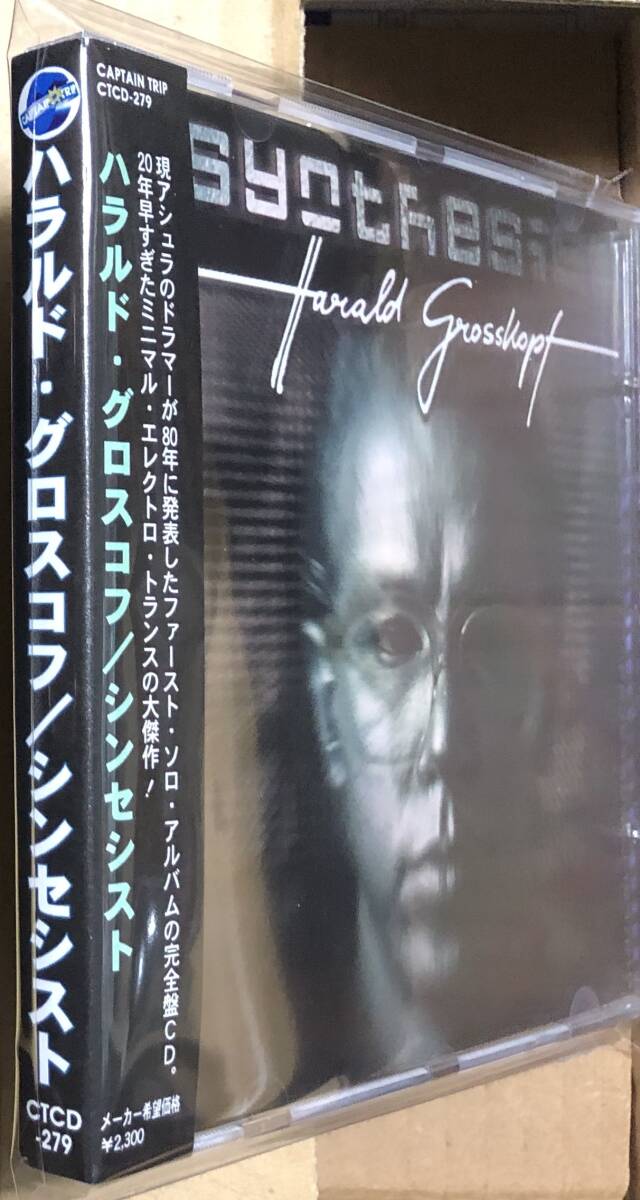 CAPTAIN TRIP
ハラルド・グロスコフ/シンセシスト
CTCD
-279
CAPTAIN TRIP
CTCD-279
ハラルド・グロスコフ/シンセシスト
現アシュラのドラマーが80年に発表したファースト・ソロ・アルバムの完全盤CD。
20年早すぎたミニマル・エレクトロ・トランスの大傑作!
メーカー希望価格
¥2,300
Synthesist
Harald Grosskopf